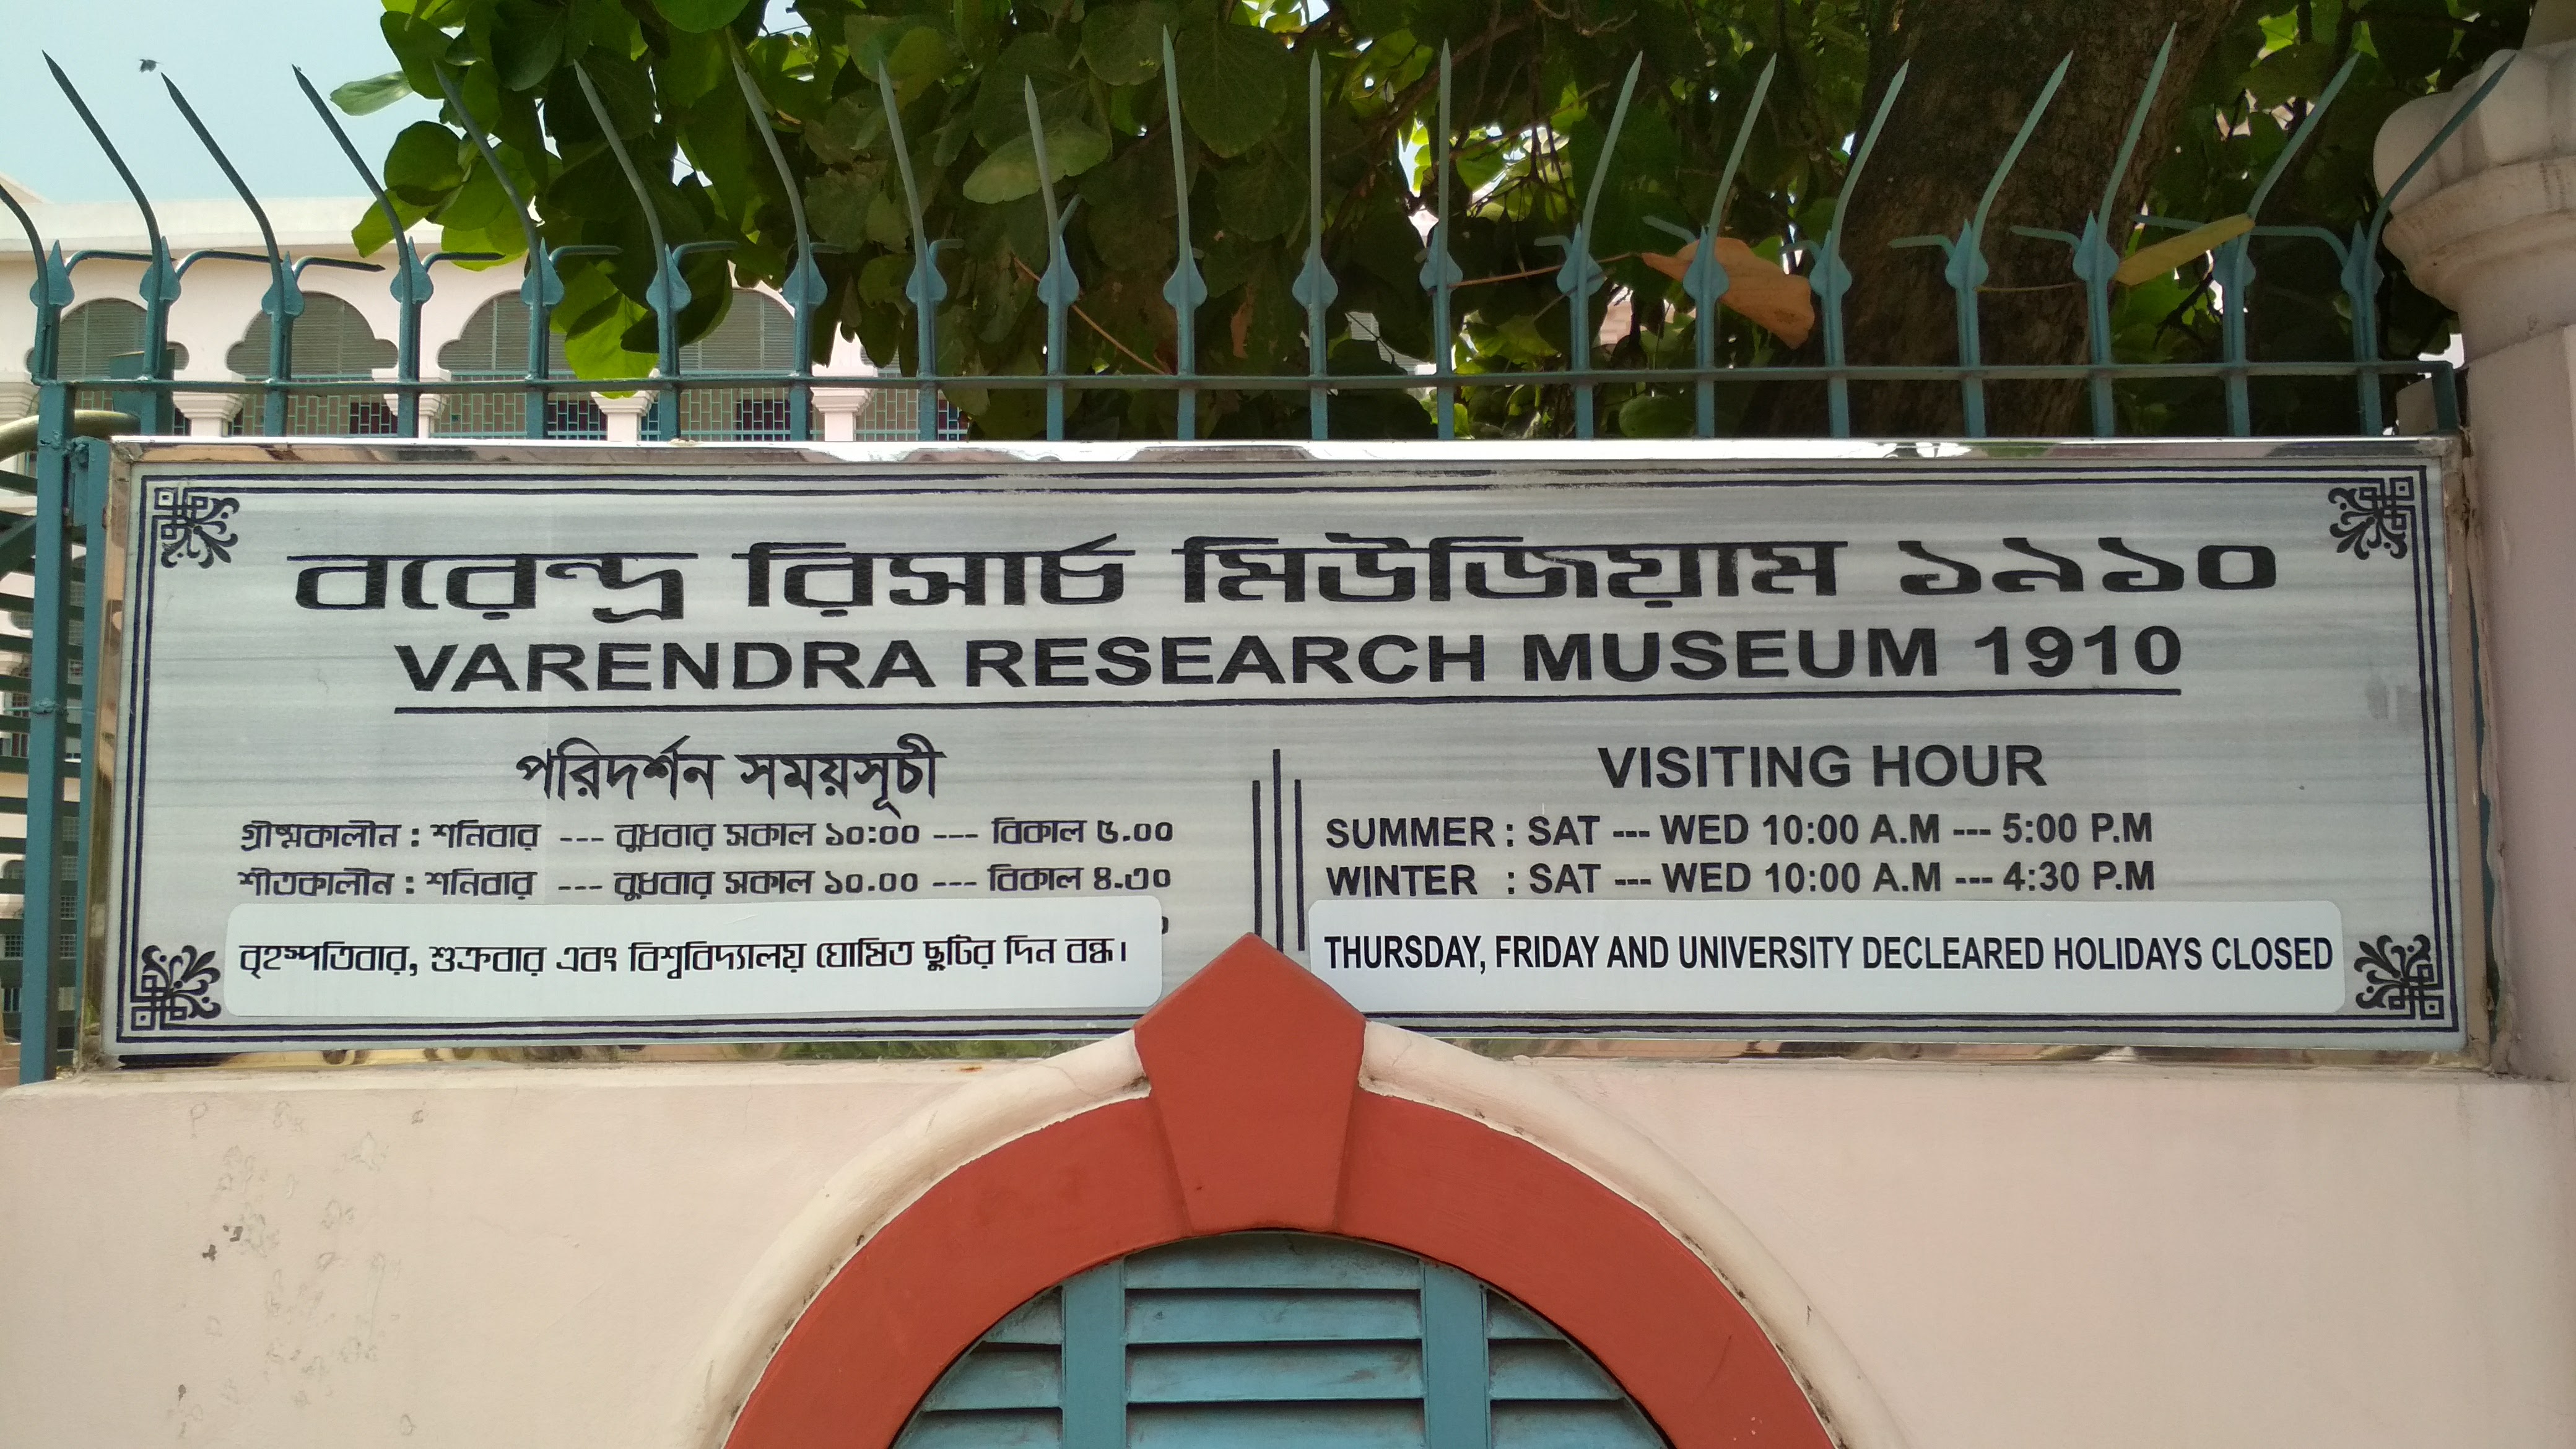 বরেন্দ্র রিসার্চ মিউজিয়াম ১৯১০
VARENDRA RESEARCH MUSEUM 1910
পরিদর্শন সময়সূচী
গ্রীষ্মকালীন : শনিবার --- বুধবার সকাল ১০:০০ --- বিকাল ৫.০০
শীতকালীন : শনিবার --- বুধবার সকাল ১০.০০ --- বিকাল ৪.৩০
বৃহস্পতিবার, শুক্রবার এবং বিশ্ববিদ্যালয় ঘোষিত ছুটির দিন বন্ধ।
VISITING HOUR
SUMMER : SAT --- WED 10:00 A.M --- 5:00 P.M
WINTER : SAT --- WED 10:00 A.M --- 4:30 P.M
THURSDAY, FRIDAY AND UNIVERSITY DECLEARED HOLIDAYS CLOSED